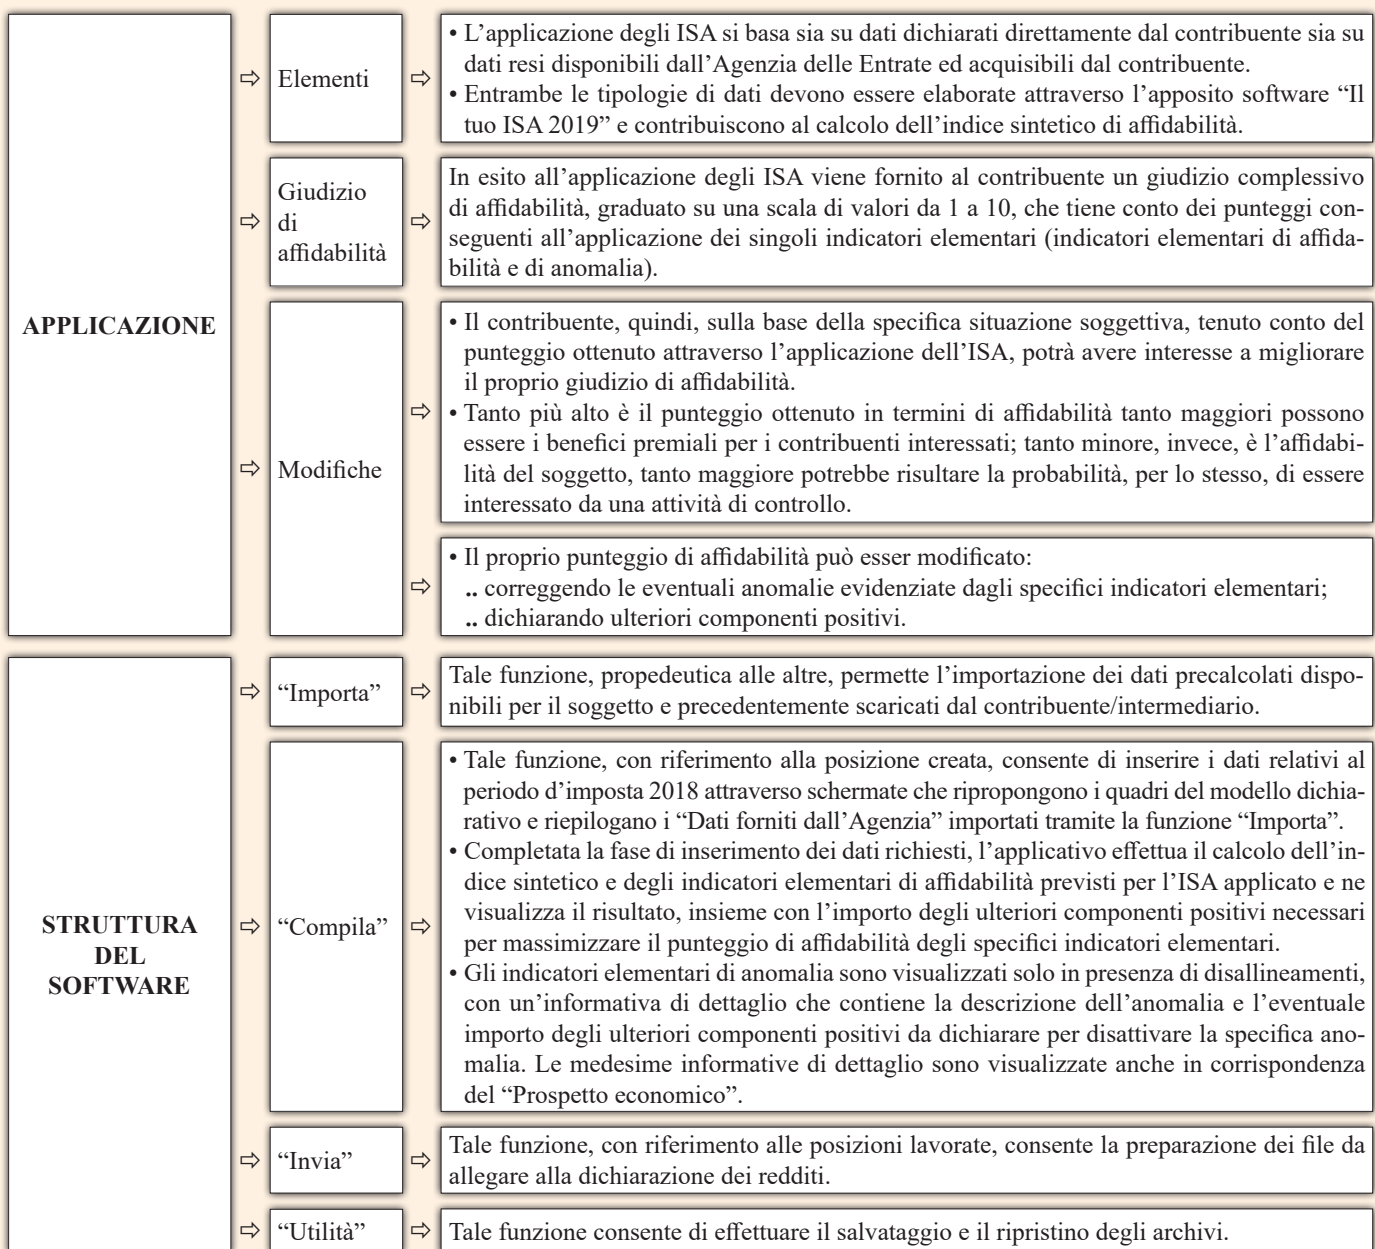 APPLICAZIONE
Elementi
• L’applicazione degli ISA si basa sia su dati dichiarati direttamente dal contribuente sia su
dati resi disponibili dall’Agenzia delle Entrate ed acquisibili dal contribuente.
• Entrambe le tipologie di dati devono essere elaborate attraverso l’apposito software “Il
tuo ISA 2019” e contribuiscono al calcolo dell’indice sintetico di affidabilità.
Giudizio
di
affidabilità
In esito all’applicazione degli ISA viene fornito al contribuente un giudizio complessivo
di affidabilità, graduato su una scala di valori da 1 a 10, che tiene conto dei punteggi con-
seguenti all’applicazione dei singoli indicatori elementari (indicatori elementari di affida-
bilità e di anomalia).
Modifiche
• Il contribuente, quindi, sulla base della specifica situazione soggettiva, tenuto conto del
punteggio ottenuto attraverso l’applicazione dell’ISA, potrà avere interesse a migliorare
il proprio giudizio di affidabilità.
• Tanto più alto è il punteggio ottenuto in termini di affidabilità tanto maggiori possono
essere i benefici premiali per i contribuenti interessati; tanto minore, invece, è l’affidabi-
lità del soggetto, tanto maggiore potrebbe risultare la probabilità, per lo stesso, di essere
interessato da una attività di controllo.
• Il proprio punteggio di affidabilità può esser modificato:
.. correggendo le eventuali anomalie evidenziate dagli specifici indicatori elementari;
.. dichiarando ulteriori componenti positivi.
STRUTTURA
DEL
SOFTWARE
“Importa”
Tale funzione, propedeutica alle altre, permette l’importazione dei dati precalcolati dispo-
nibili per il soggetto e precedentemente scaricati dal contribuente/intermediario.
“Compila”
• Tale funzione, con riferimento alla posizione creata, consente di inserire i dati relativi al
periodo d’imposta 2018 attraverso schermate che ripropongono i quadri del modello dichia-
rativo e riepilogano i “Dati forniti dall’Agenzia” importati tramite la funzione “Importa”.
• Completata la fase di inserimento dei dati richiesti, l’applicativo effettua il calcolo dell’in-
dice sintetico e degli indicatori elementari di affidabilità previsti per l’ISA applicato e ne
visualizza il risultato, insieme con l’importo degli ulteriori componenti positivi necessari
per massimizzare il punteggio di affidabilità degli specifici indicatori elementari.
• Gli indicatori elementari di anomalia sono visualizzati solo in presenza di disallineamenti,
con un’informativa di dettaglio che contiene la descrizione dell’anomalia e l’eventuale
importo degli ulteriori componenti positivi da dichiarare per disattivare la specifica ano-
malia. Le medesime informative di dettaglio sono visualizzate anche in corrispondenza
del “Prospetto economico”.
“Invia”
Tale funzione, con riferimento alle posizioni lavorate, consente la preparazione dei file da
allegare alla dichiarazione dei redditi.
“Utilità”
Tale funzione consente di effettuare il salvataggio e il ripristino degli archivi.